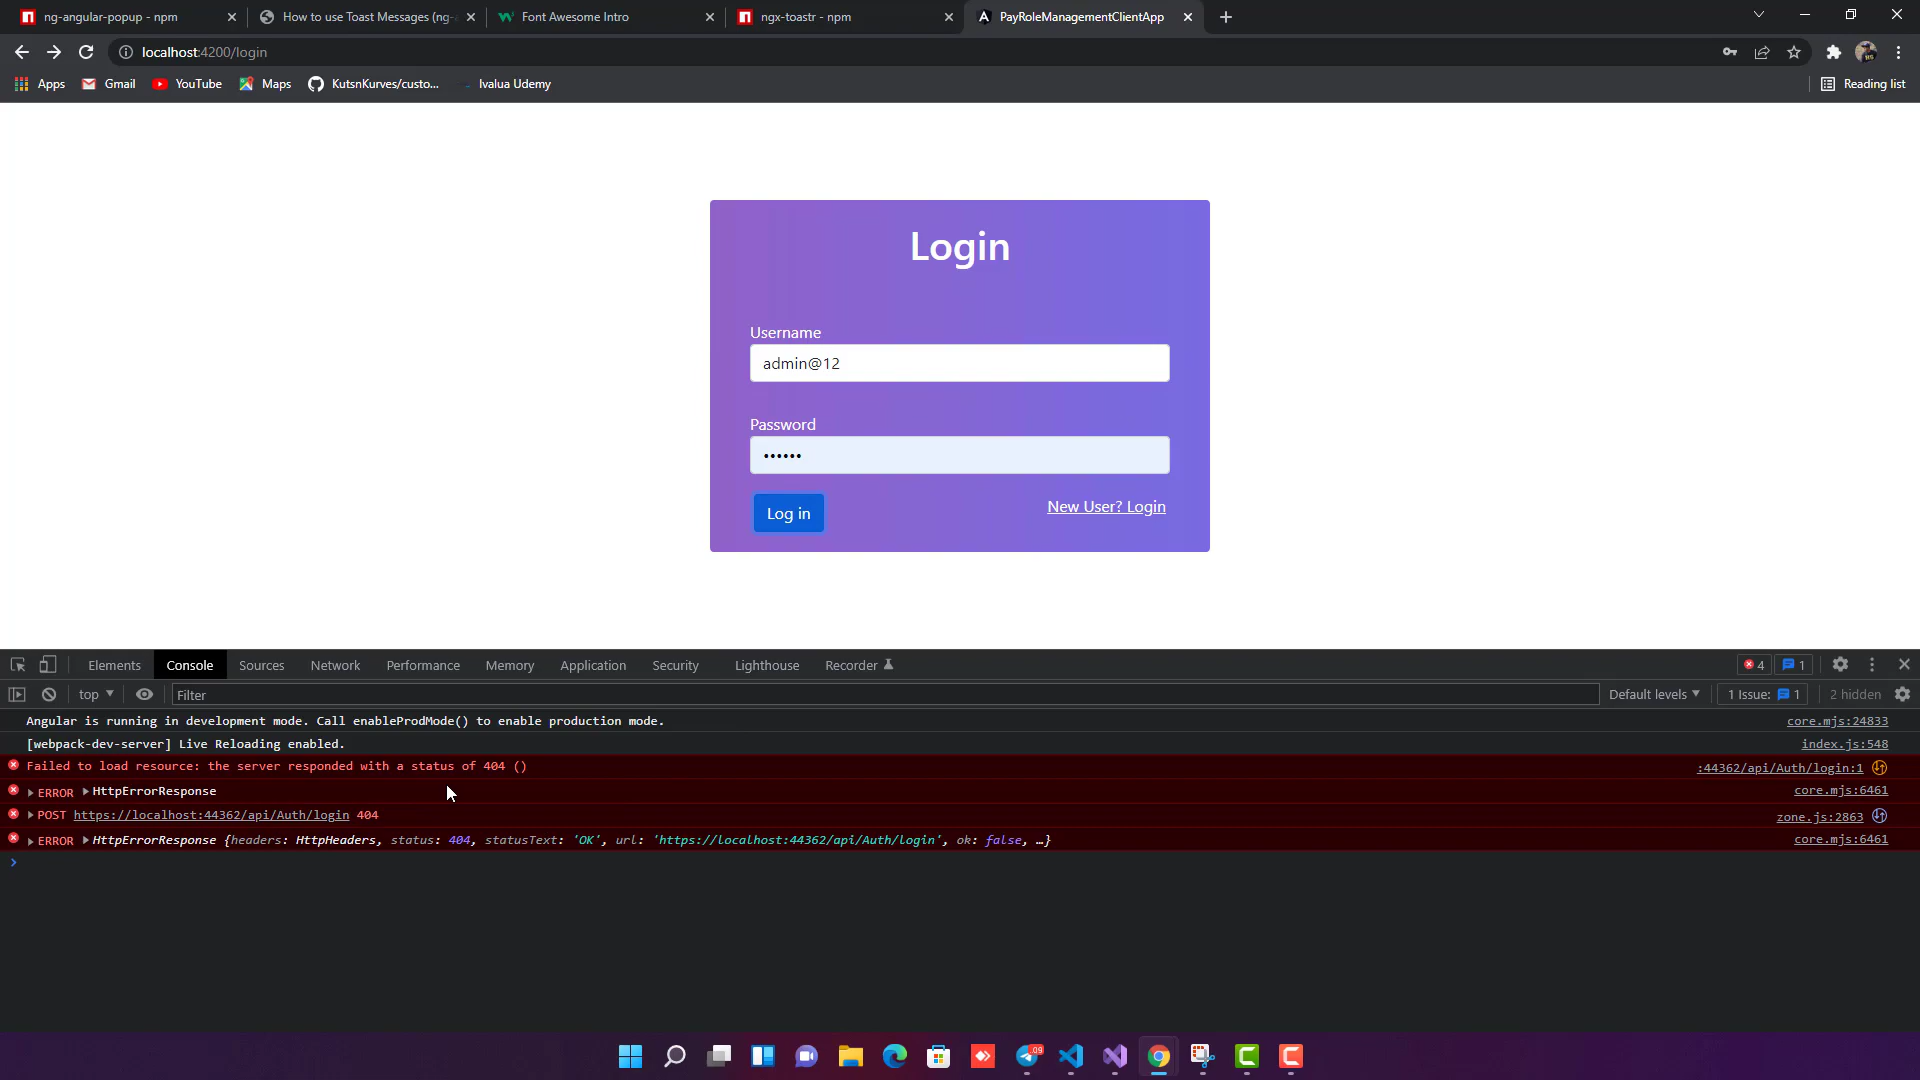 ng-angular-popup - npm
How to use Toast Messages (ng-a
Font Awesome Intro
ngx-toastr - npm
PayRoleManagementClientApp
localhost:4200/login
Apps
Gmail
YouTube
Maps
KutsnKurves/custo...
Ivalua Udemy
Reading list
Login
Username
admin@12
Password
••••••
Log in
New User? Login
Elements
Console
Sources
Network
Performance
Memory
Application
Security
Lighthouse
Recorder
4
1
top
Filter
Default levels
1 Issue: 1
2 hidden
Angular is running in development mode. Call enableProdMode() to enable production mode.
core.mjs:24833
[webpack-dev-server] Live Reloading enabled.
index.js:548
Failed to load resource: the server responded with a status of 404 ()
:44362/api/Auth/login:1
ERROR HttpErrorResponse
core.mjs:6461
POST https://localhost:44362/api/Auth/login 404
zone.js:2863
ERROR HttpErrorResponse {headers: HttpHeaders, status: 404, statusText: 'OK', url: 'https://localhost:44362/api/Auth/login', ok: false, …}
core.mjs:6461